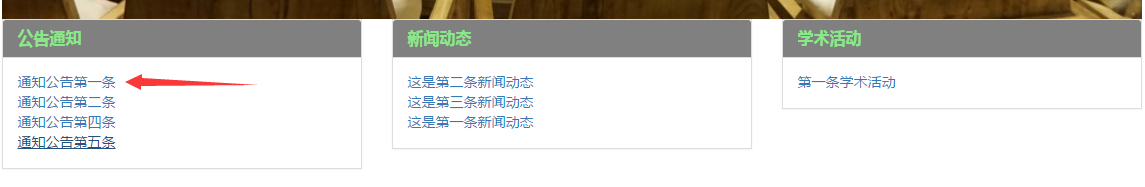 公告通知
通知公告第一条
通知公告第二条
通知公告第四条
通知公告第五条
新闻动态
这是第二条新闻动态
这是第三条新闻动态
这是第一条新闻动态
学术活动
第一条学术活动